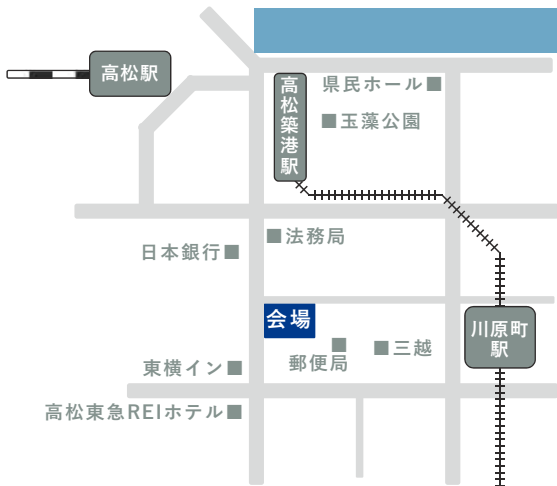 高松駅
高松築港駅
県民ホール■
■玉藻公園
■法務局
日本銀行■
会場
川原町
駅
■三越
郵便局
東横イン■
高松東急REIホテル■